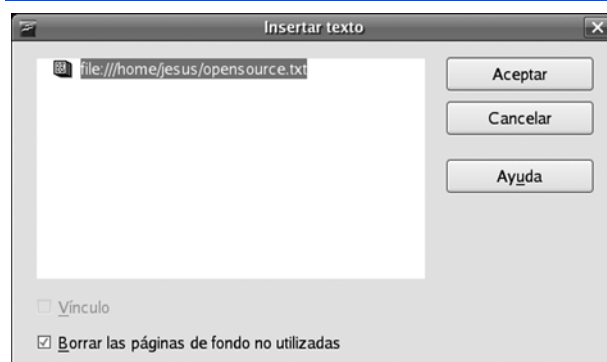 Insertar texto
file:///home/jesus/opensource.txt
Aceptar
Cancelar
Ayuda
Vínculo
Borrar las páginas de fondo no utilizadas